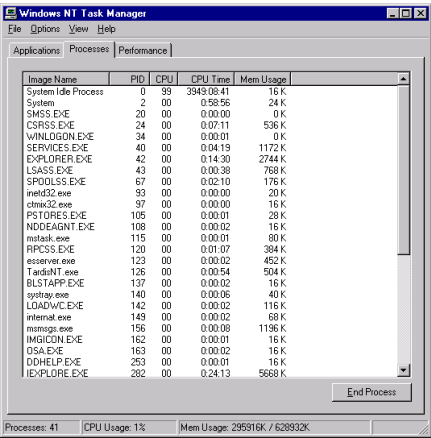 Windows NT Task Manager
File Options View Help
Applications Processes Performance
Image Name PID CPU CPU Time Mem Usage
System Idle Process 0 99 3949:08:41 16 K
System 2 00 0:58:56 24 K
SMSS.EXE 20 00 0:00:00 0 K
CSRSS.EXE 24 00 0:07:11 536 K
WINLOGON.EXE 34 00 0:00:01 0 K
SERVICES.EXE 40 00 0:04:19 1172 K
EXPLORER.EXE 42 00 0:14:30 2744 K
LSASS.EXE 43 00 0:00:38 768 K
SPOOLSS.EXE 67 00 0:02:10 176 K
inetd32.exe 93 00 0:00:00 20 K
ctmix32.exe 97 00 0:00:00 16 K
PSTORES.EXE 105 00 0:00:01 28 K
NDDEAGNT.EXE 108 00 0:00:02 16 K
mstask.exe 115 00 0:00:01 80 K
RPCSS.EXE 120 00 0:01:07 384 K
esserver.exe 123 00 0:00:02 452 K
TardisNT.exe 126 00 0:00:54 504 K
BLSTAPP.EXE 137 00 0:00:02 16 K
systray.exe 140 00 0:00:06 40 K
LOADWC.EXE 142 00 0:00:02 116 K
internat.exe 149 00 0:00:02 68 K
msmsgs.exe 156 00 0:00:08 1196 K
IMGICON.EXE 162 00 0:00:01 16 K
OSA.EXE 163 00 0:00:02 16 K
DDHELP.EXE 253 00 0:00:01 16 K
IEXPLORE.EXE 282 00 0:24:13 5668 K
End Process
Processes: 41 CPU Usage: 1% Mem Usage: 295916K / 628932K